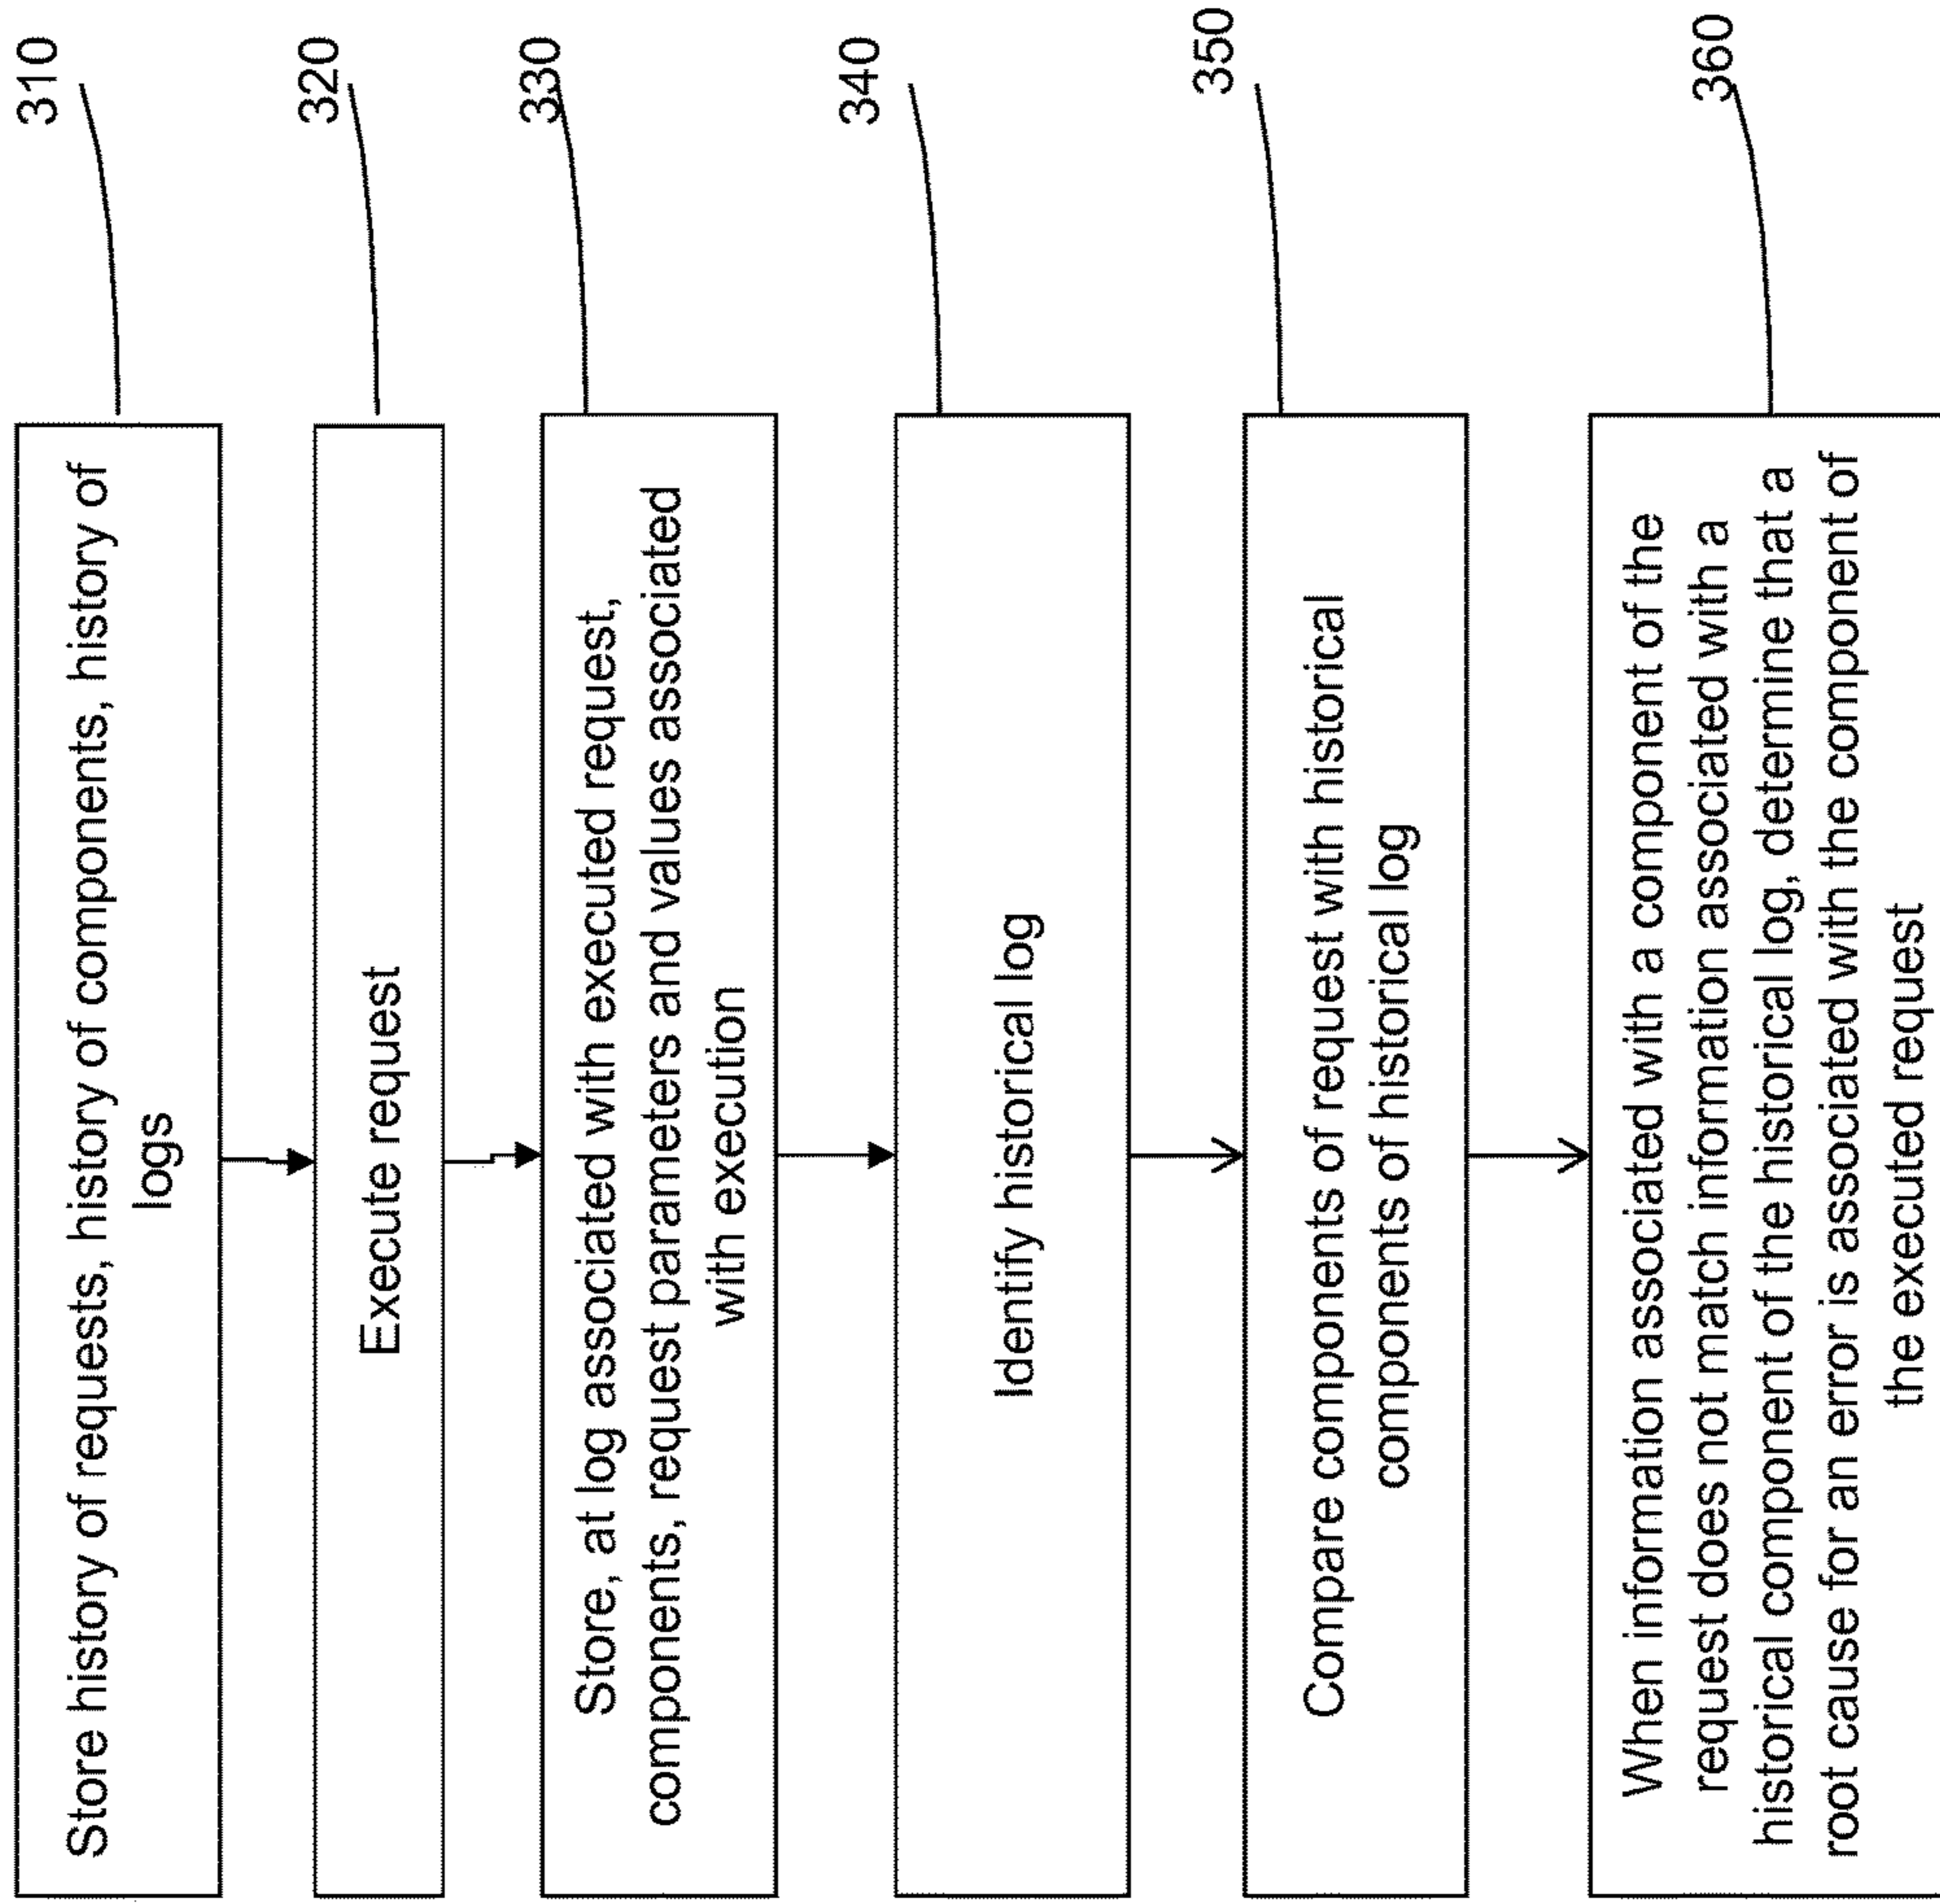 310
Store history of requests, history of components, history of
logs
320
Execute request
330
Store, at log associated with executed request,
components, request parameters and values associated
with execution
340
Identify historical log
350
Compare components of request with historical
components of historical log
360
When information associated with a component of the
request does not match information associated with a
historical component of the historical log, determine that a
root cause for an error is associated with the component of
the executed request